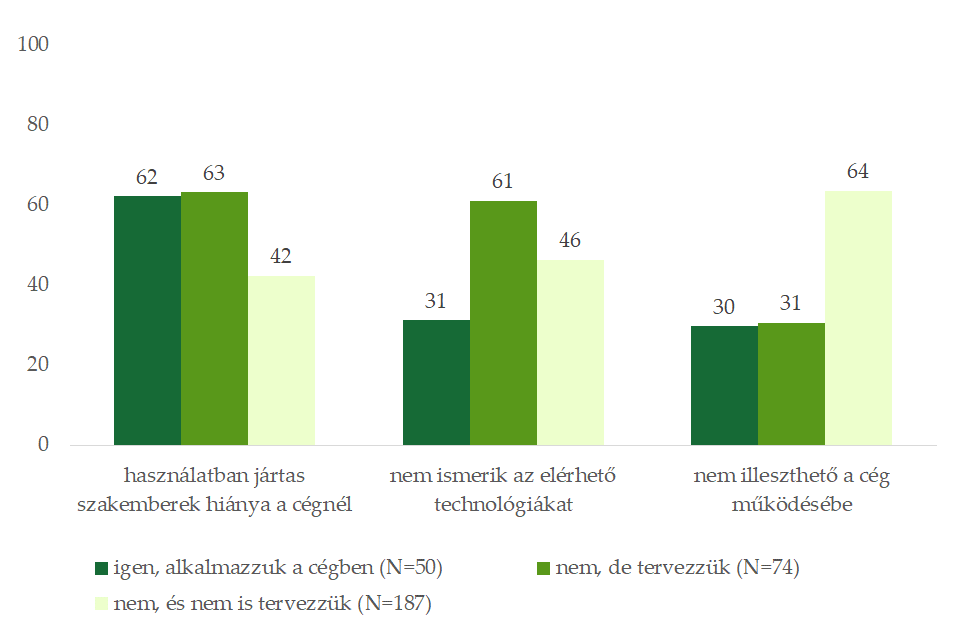 100
80
60
40
20
0
62
63
42
31
61
46
30
31
64
használatban jártas
szakemberek hiánya a cégnél
nem ismerik az elérhető
technológiákat
nem illeszthető a cég
működésébe
igen, alkalmazzuk a cégben (N=50)
nem, de tervezzük (N=74)
nem, és nem is tervezzük (N=187)